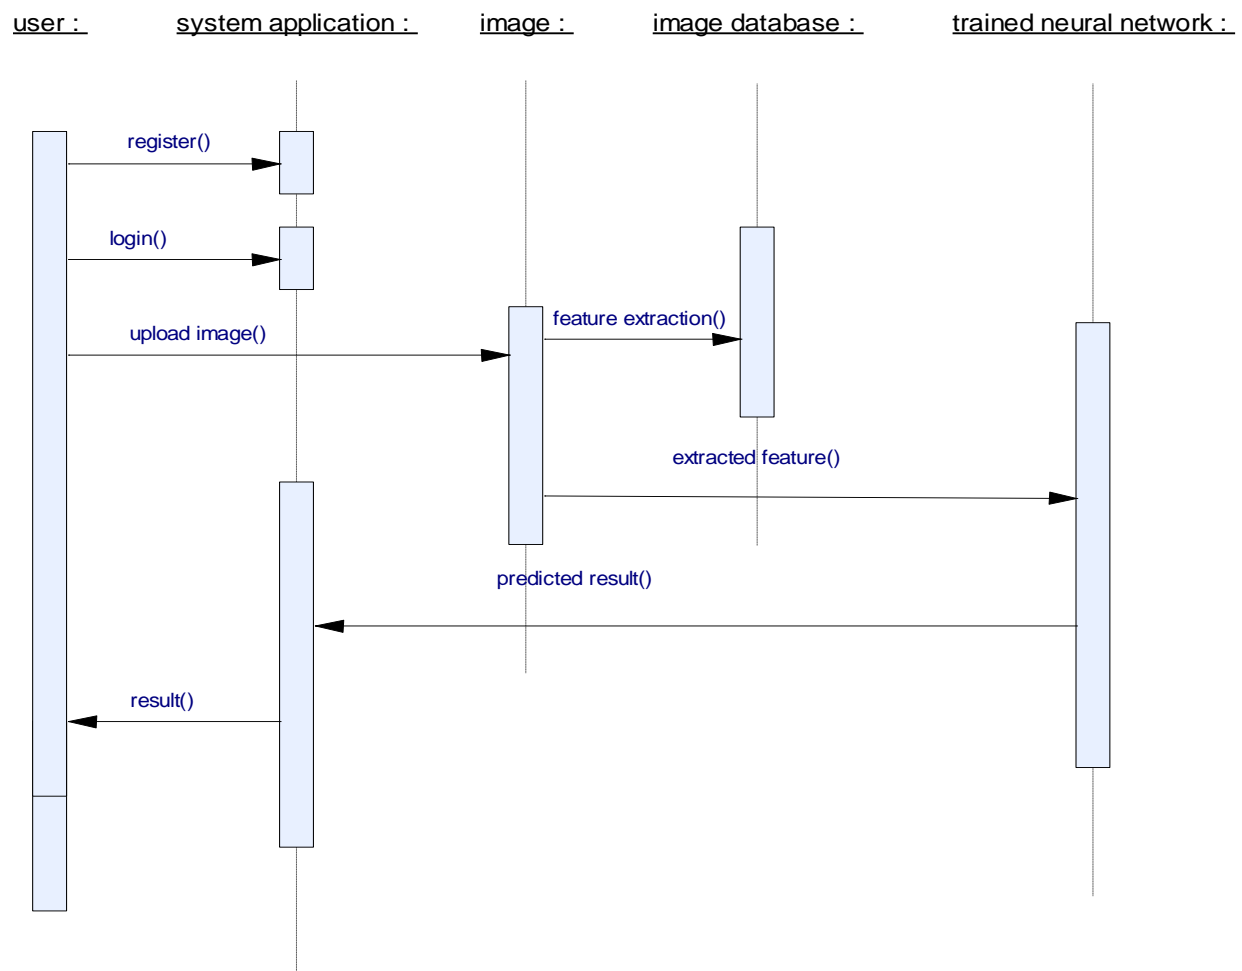 user :
system application :
image :
image database :
trained neural network :
register()
login()
feature extraction()
upload image()
extracted feature()
predicted result()
result()